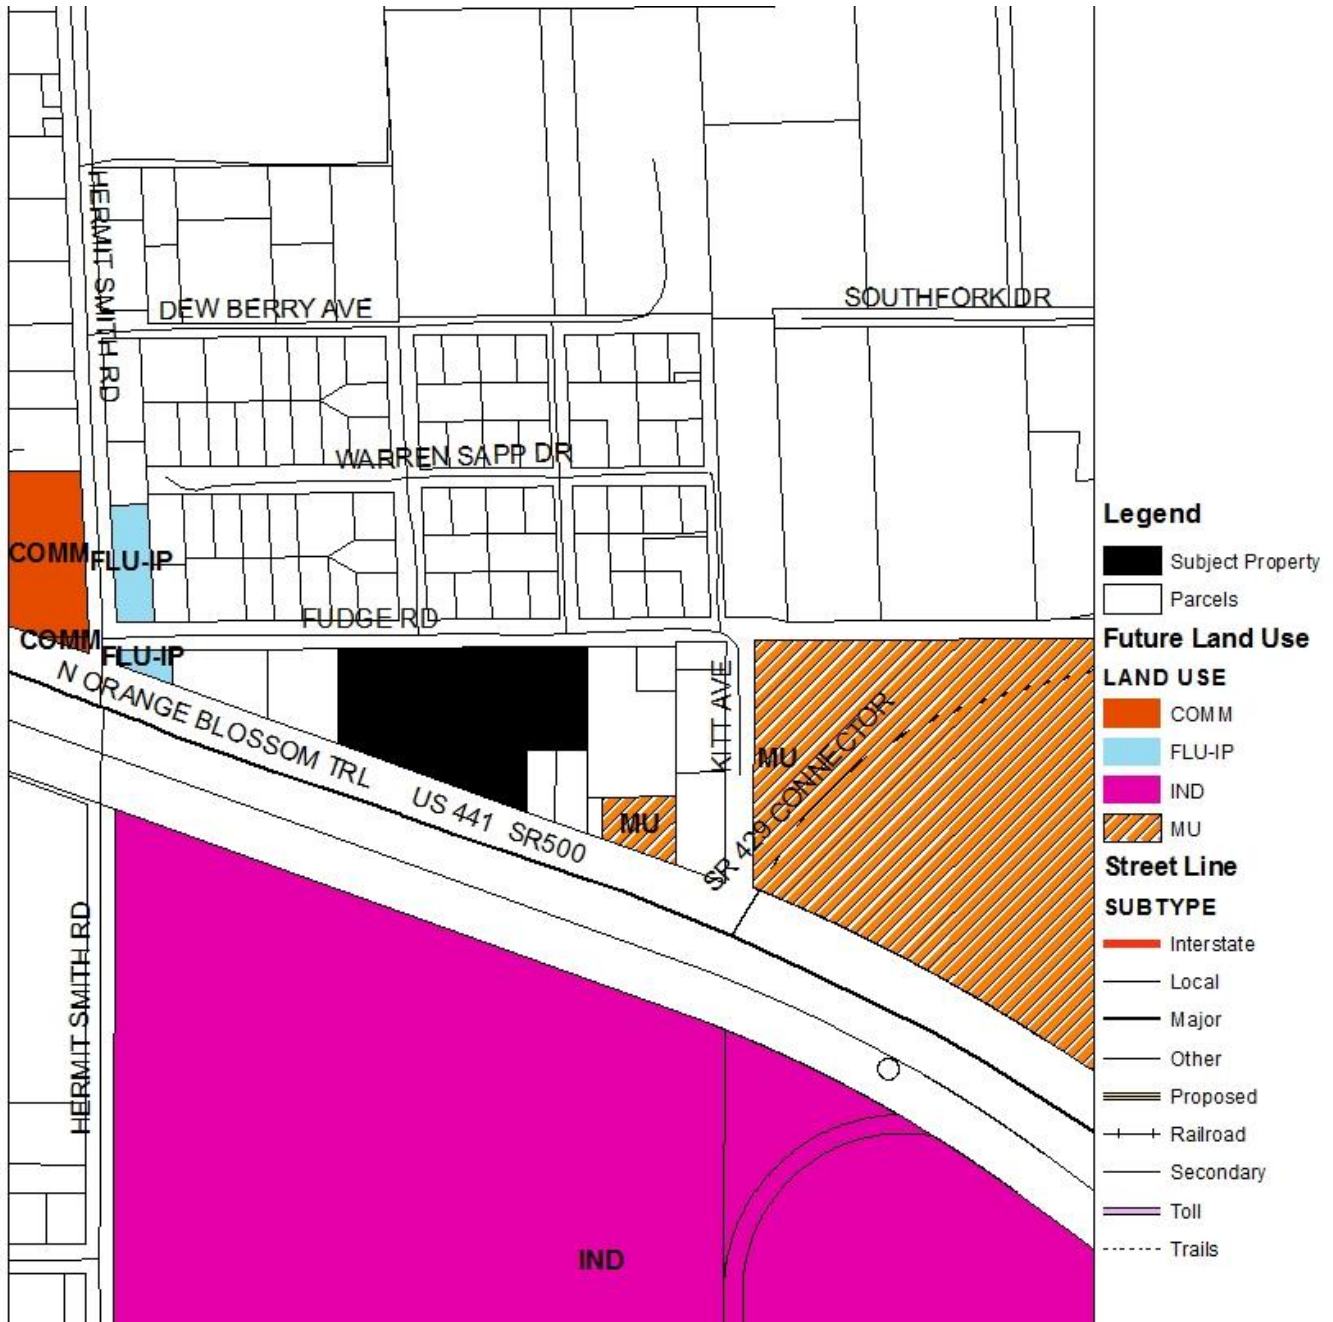 HERMIT SMITH RD
DEW BERRY AVE
SOUTHFORK DR
WARREN SAPP DR
COMM
FLU-IP
FUDGE RD
COMM
FLU-IP
N ORANGE BLOSSOM TRL
US 441 SR500
KITT AVE
MU
SR 429 CONNECTOR
MU
HERMIT SMITH RD
IND
Legend
Subject Property
Parcels
Future Land Use
LAND USE
COMM
FLU-IP
IND
MU
Street Line
SUBTYPE
Interstate
Local
Major
Other
Proposed
Railroad
Secondary
Toll
Trails